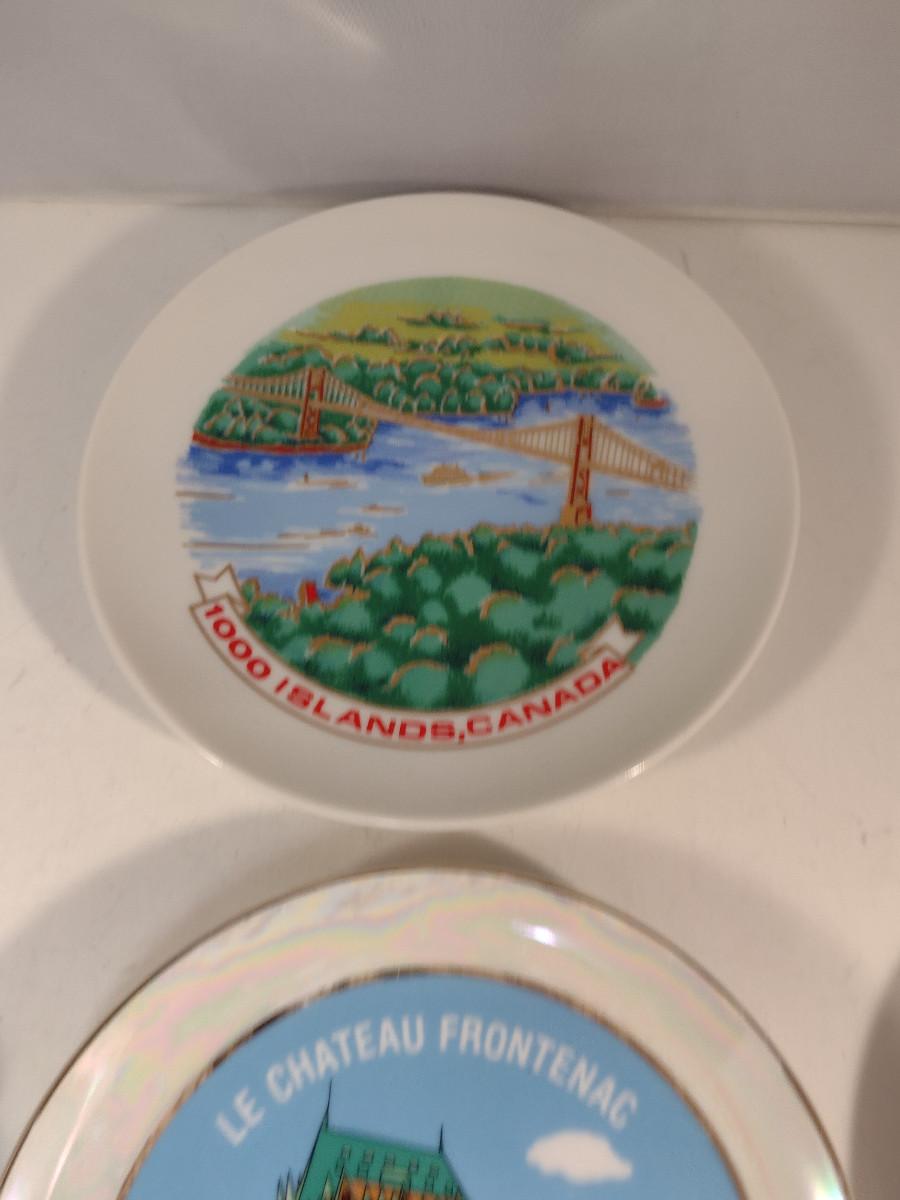 1000 ISLANDS,CANADA
LE CHATEAU FRONTENAC